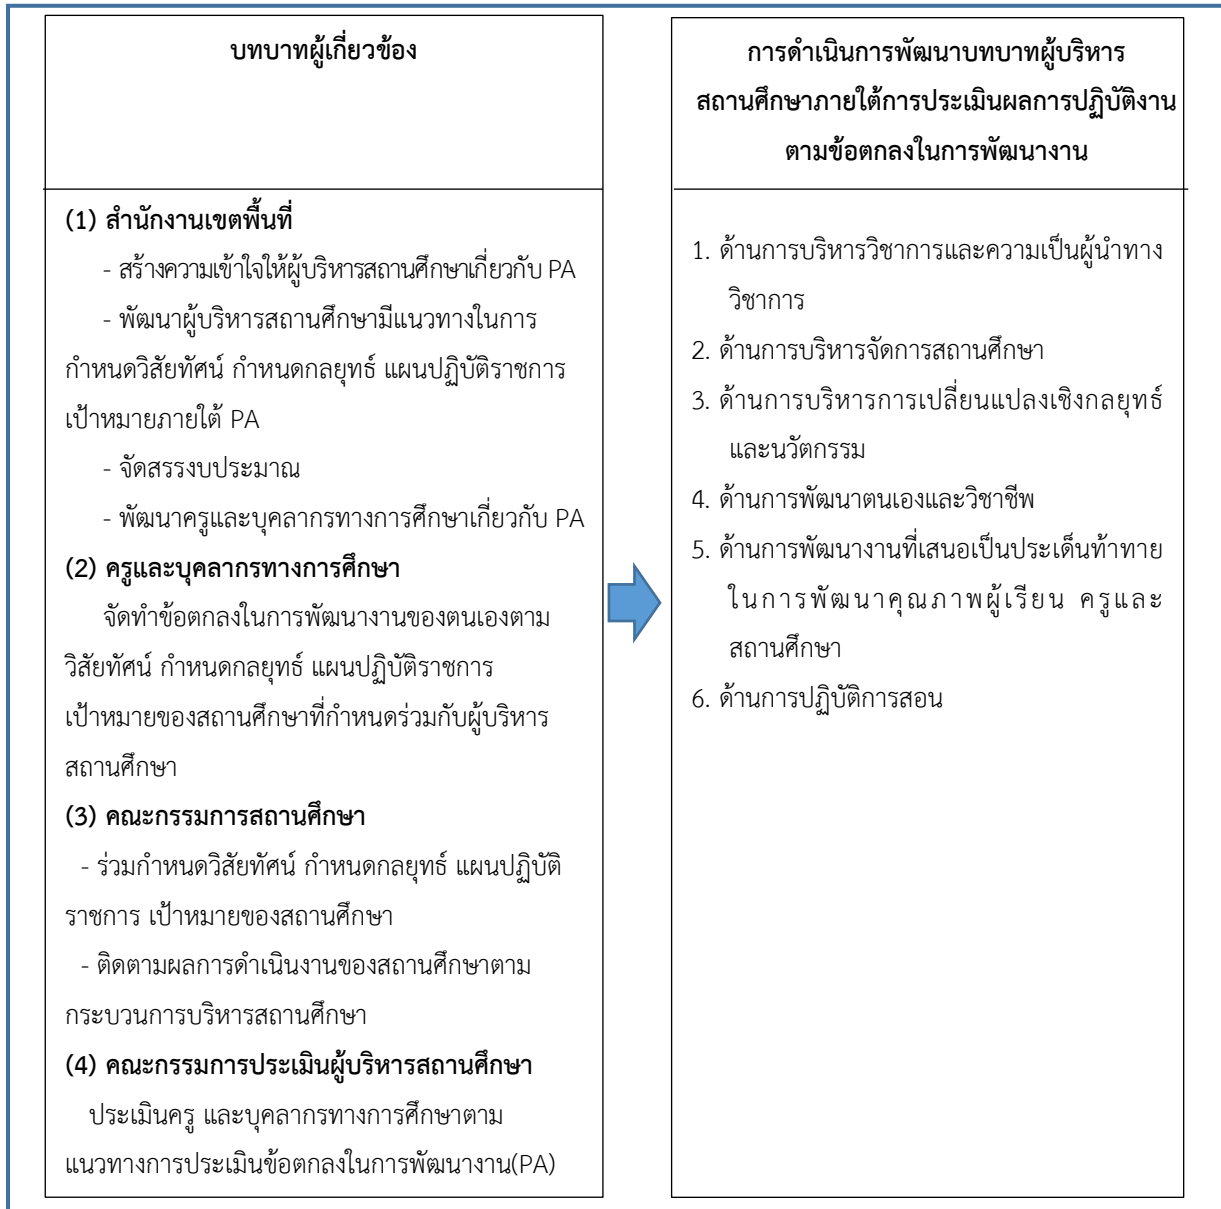 บทบาทผู้เกี่ยวข้อง
(1) สำนักงานเขตพื้นที่
- สร้างความเข้าใจให้ผู้บริหารสถานศึกษาเกี่ยวกับ PA
- พัฒนาผู้บริหารสถานศึกษามีแนวทางในการ
กำหนดวิสัยทัศน์ กำหนดกลยุทธ์ แผนปฏิบัติราชการ
เป้าหมายภายใต้ PA
- จัดสรรงบประมาณ
- พัฒนาครูและบุคลากรทางการศึกษาเกี่ยวกับ PA
(2) ครูและบุคลากรทางการศึกษา
จัดทำข้อตกลงในการพัฒนางานของตนเองตาม
วิสัยทัศน์ กำหนดกลยุทธ์ แผนปฏิบัติราชการ
เป้าหมายของสถานศึกษาที่กำหนดร่วมกับผู้บริหาร
สถานศึกษา
(3) คณะกรรมการสถานศึกษา
- ร่วมกำหนดวิสัยทัศน์ กำหนดกลยุทธ์ แผนปฏิบัติ
ราชการ เป้าหมายของสถานศึกษา
- ติดตามผลการดำเนินงานของสถานศึกษาตาม
กระบวนการบริหารสถานศึกษา
(4) คณะกรรมการประเมินผู้บริหารสถานศึกษา
ประเมินครู และบุคลากรทางการศึกษาตาม
แนวทางการประเมินข้อตกลงในการพัฒนางาน(PA)
การดำเนินการพัฒนาบทบาทผู้บริหาร
สถานศึกษาภายใต้การประเมินผลการปฏิบัติงาน
ตามข้อตกลงในการพัฒนางาน
1. ด้านการบริหารวิชาการและความเป็นผู้นำทาง
วิชาการ
2. ด้านการบริหารจัดการสถานศึกษา
3. ด้านการบริหารการเปลี่ยนแปลงเชิงกลยุทธ์
และนวัตกรรม
4. ด้านการพัฒนาตนเองและวิชาชีพ
5. ด้านการพัฒนางานที่เสนอเป็นประเด็นท้าทาย
ในการพัฒนาคุณภาพผู้เรียน ครูและ
สถานศึกษา
6. ด้านการปฏิบัติการสอน